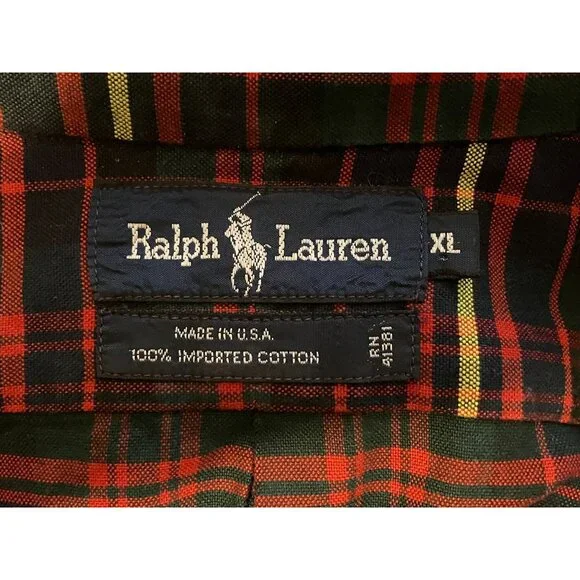 Ralph Lauren
XL
MADE IN U.S.A.
100% IMPORTED COTTON
RN
41381